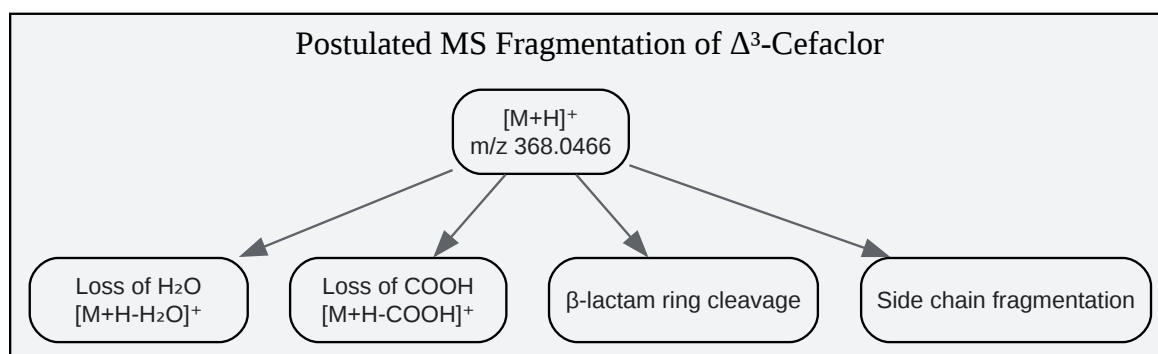 Postulated MS Fragmentation of Δ³-Cefaclor
[M+H]⁺
m/z 368.0466
Loss of H₂O
[M+H-H₂O]⁺
Loss of COOH
[M+H-COOH]⁺
β-lactam ring cleavage
Side chain fragmentation